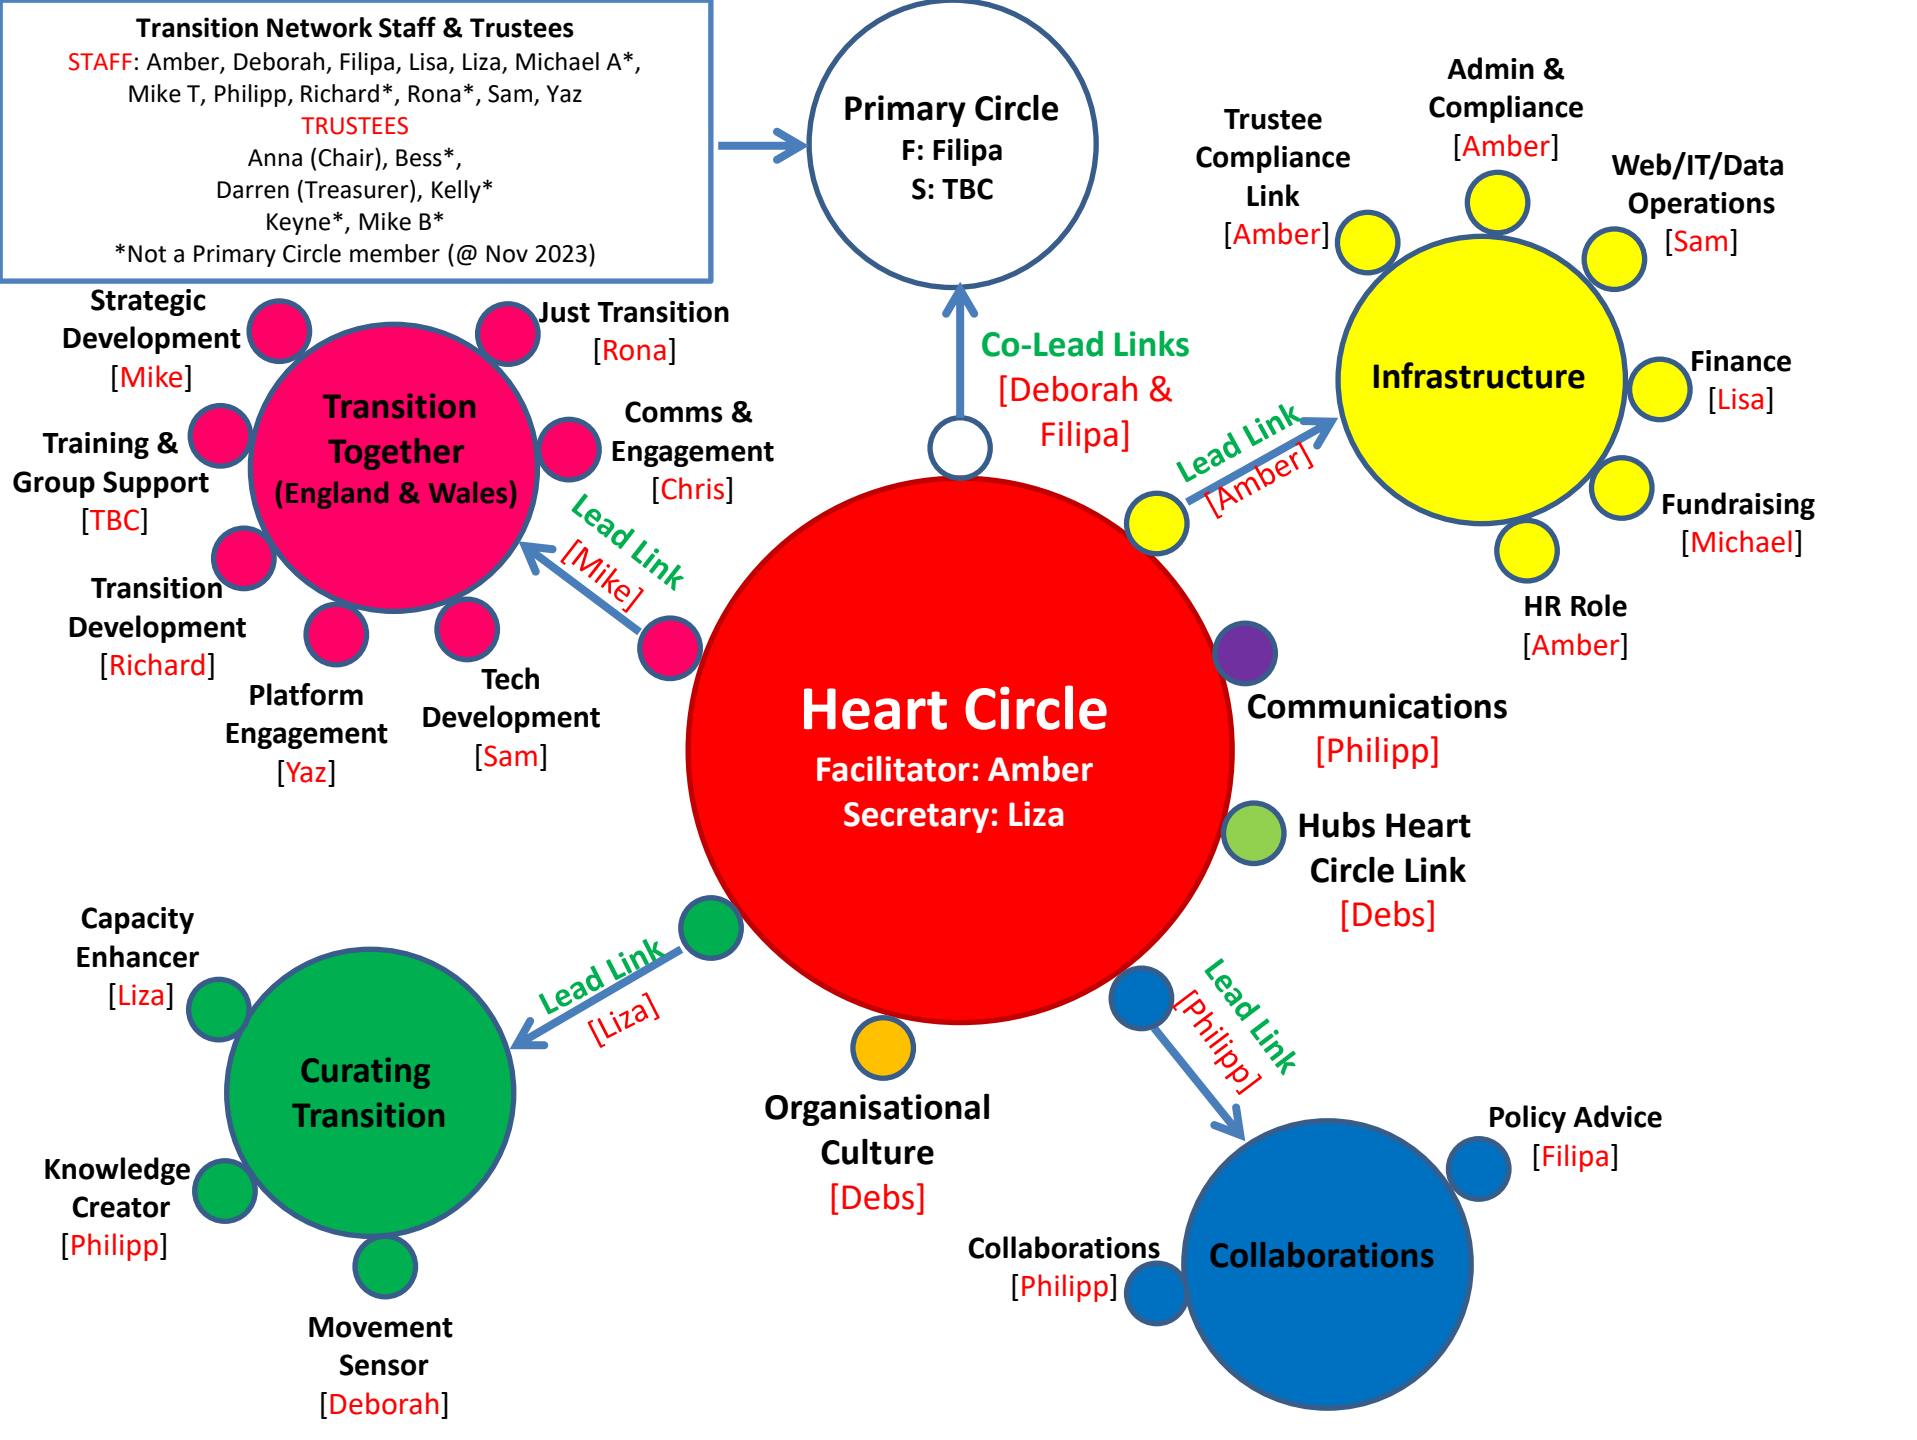 Transition Network Staff & Trustees
STAFF: Amber, Deborah, Filipa, Lisa, Liza, Michael A*,
Mike T, Philipp, Richard*, Rona*, Sam, Yaz
TRUSTEES
Anna (Chair), Bess*,
Darren (Treasurer), Kelly*
Keyne*, Mike B*
*Not a Primary Circle member (@ Nov 2023)
Primary Circle
F: Filipa
S: TBC
Co-Lead Links
[Deborah &
Filipa]
Trustee
Compliance
Link
[Amber]
Admin &
Compliance
[Amber]
Web/IT/Data
Operations
[Sam]
Infrastructure
Finance
[Lisa]
Fundraising
[Michael]
HR Role
[Amber]
Lead Link
[Amber]
Strategic
Development
[Mike]
Just Transition
[Rona]
Transition
Together
(England & Wales)
Comms &
Engagement
[Chris]
Training &
Group Support
[TBC]
Transition
Development
[Richard]
Platform
Engagement
[Yaz]
Tech
Development
[Sam]
Lead Link
[Mike]
Heart Circle
Facilitator: Amber
Secretary: Liza
Communications
[Philipp]
Hubs Heart
Circle Link
[Debs]
Capacity
Enhancer
[Liza]
Lead Link
[Liza]
Curating
Transition
Knowledge
Creator
[Philipp]
Movement
Sensor
[Deborah]
Organisational
Culture
[Debs]
Lead Link
[Philipp]
Policy Advice
[Filipa]
Collaborations
[Philipp]
Collaborations